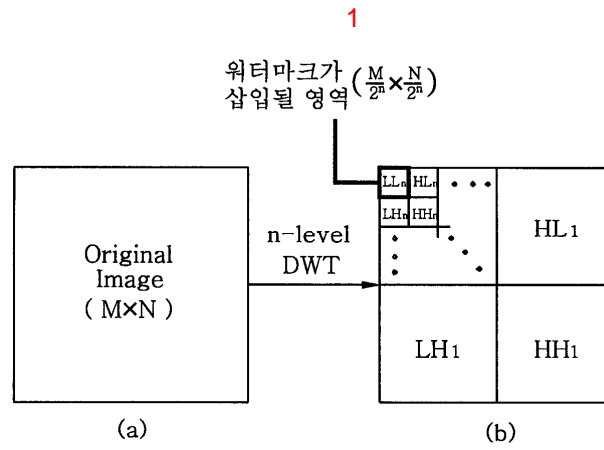 1
워터마크가
삽입될 영역 (M/2ⁿ×N/2ⁿ)
LLn HLn
LHn HHn
HL1
Original
Image
( M×N )
n-level
DWT
LH1 HH1
(a) (b)